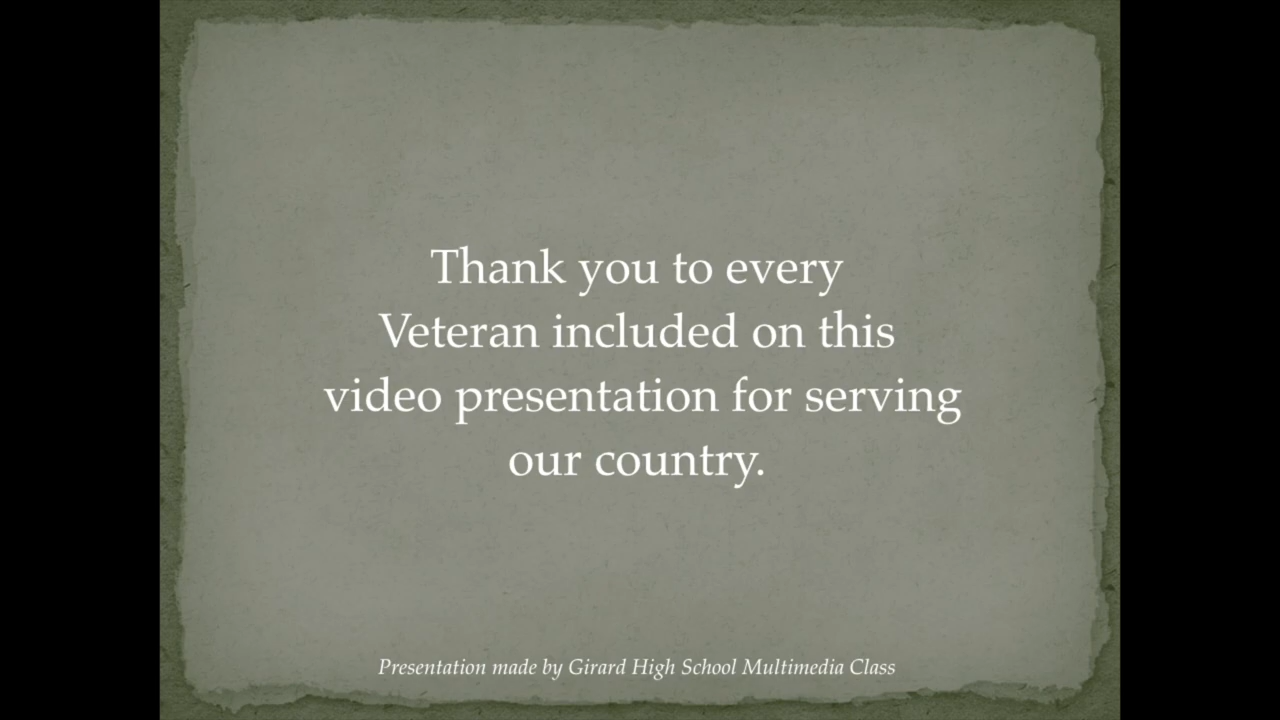 Thank you to every
Veteran included on this
video presentation for serving
our country.
Presentation made by Girard High School Multimedia Class